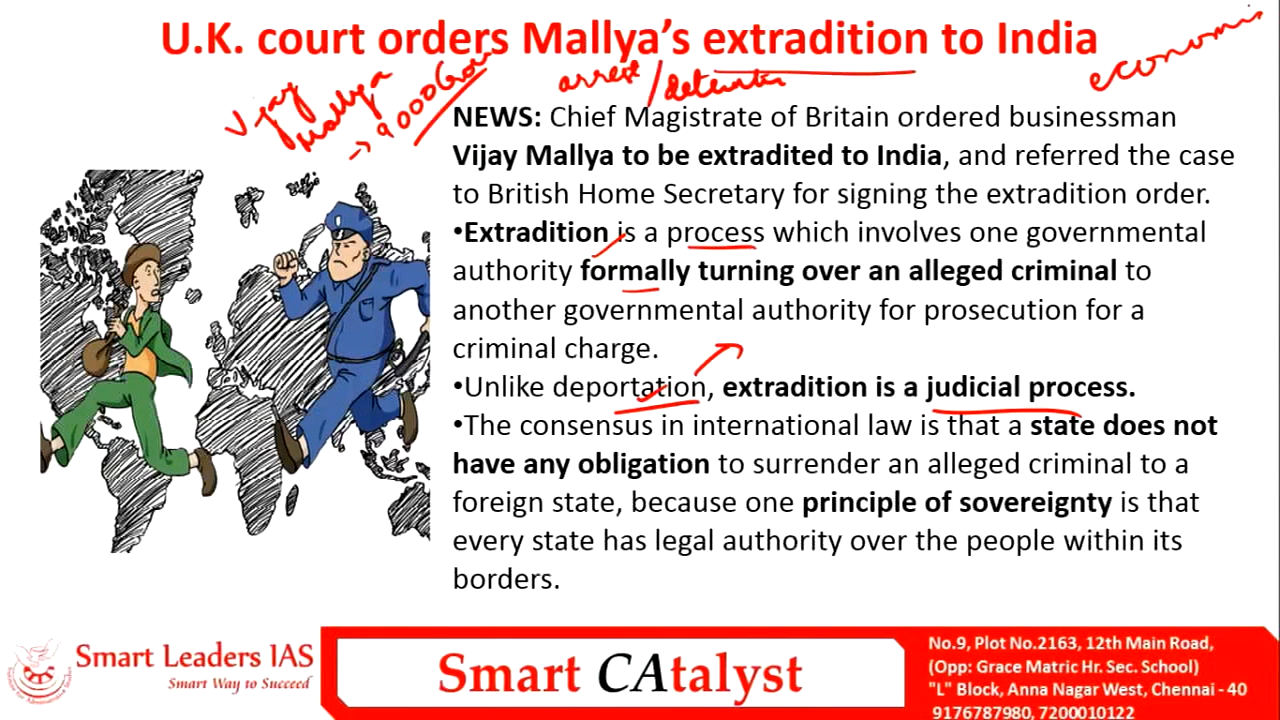 U.K. court orders Mallya's extradition to India
Vijay
Mallya
→ 9000
arrest / detention
NEWS: Chief Magistrate of Britain ordered businessman
Vijay Mallya to be extradited to India, and referred the case
to British Home Secretary for signing the extradition order.
•Extradition is a process which involves one governmental
authority formally turning over an alleged criminal to
another governmental authority for prosecution for a
criminal charge.
•Unlike deportation, extradition is a judicial process.
•The consensus in international law is that a state does not
have any obligation to surrender an alleged criminal to a
foreign state, because one principle of sovereignty is that
every state has legal authority over the people within its
borders.
Smart Leaders IAS
Smart Way to Succeed
Smart CAtalyst
No.9, Plot No.2163, 12th Main Road,
(Opp: Grace Matric Hr. Sec. School)
"L" Block, Anna Nagar West, Chennai - 40
9176787980, 7200010122